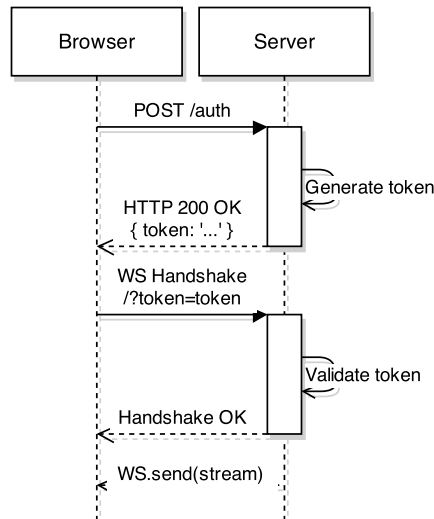 Browser
Server
POST /auth
Generate token
HTTP 200 OK
{ token: '...' }
WS Handshake
/?token=token
Validate token
Handshake OK
WS.send(stream)